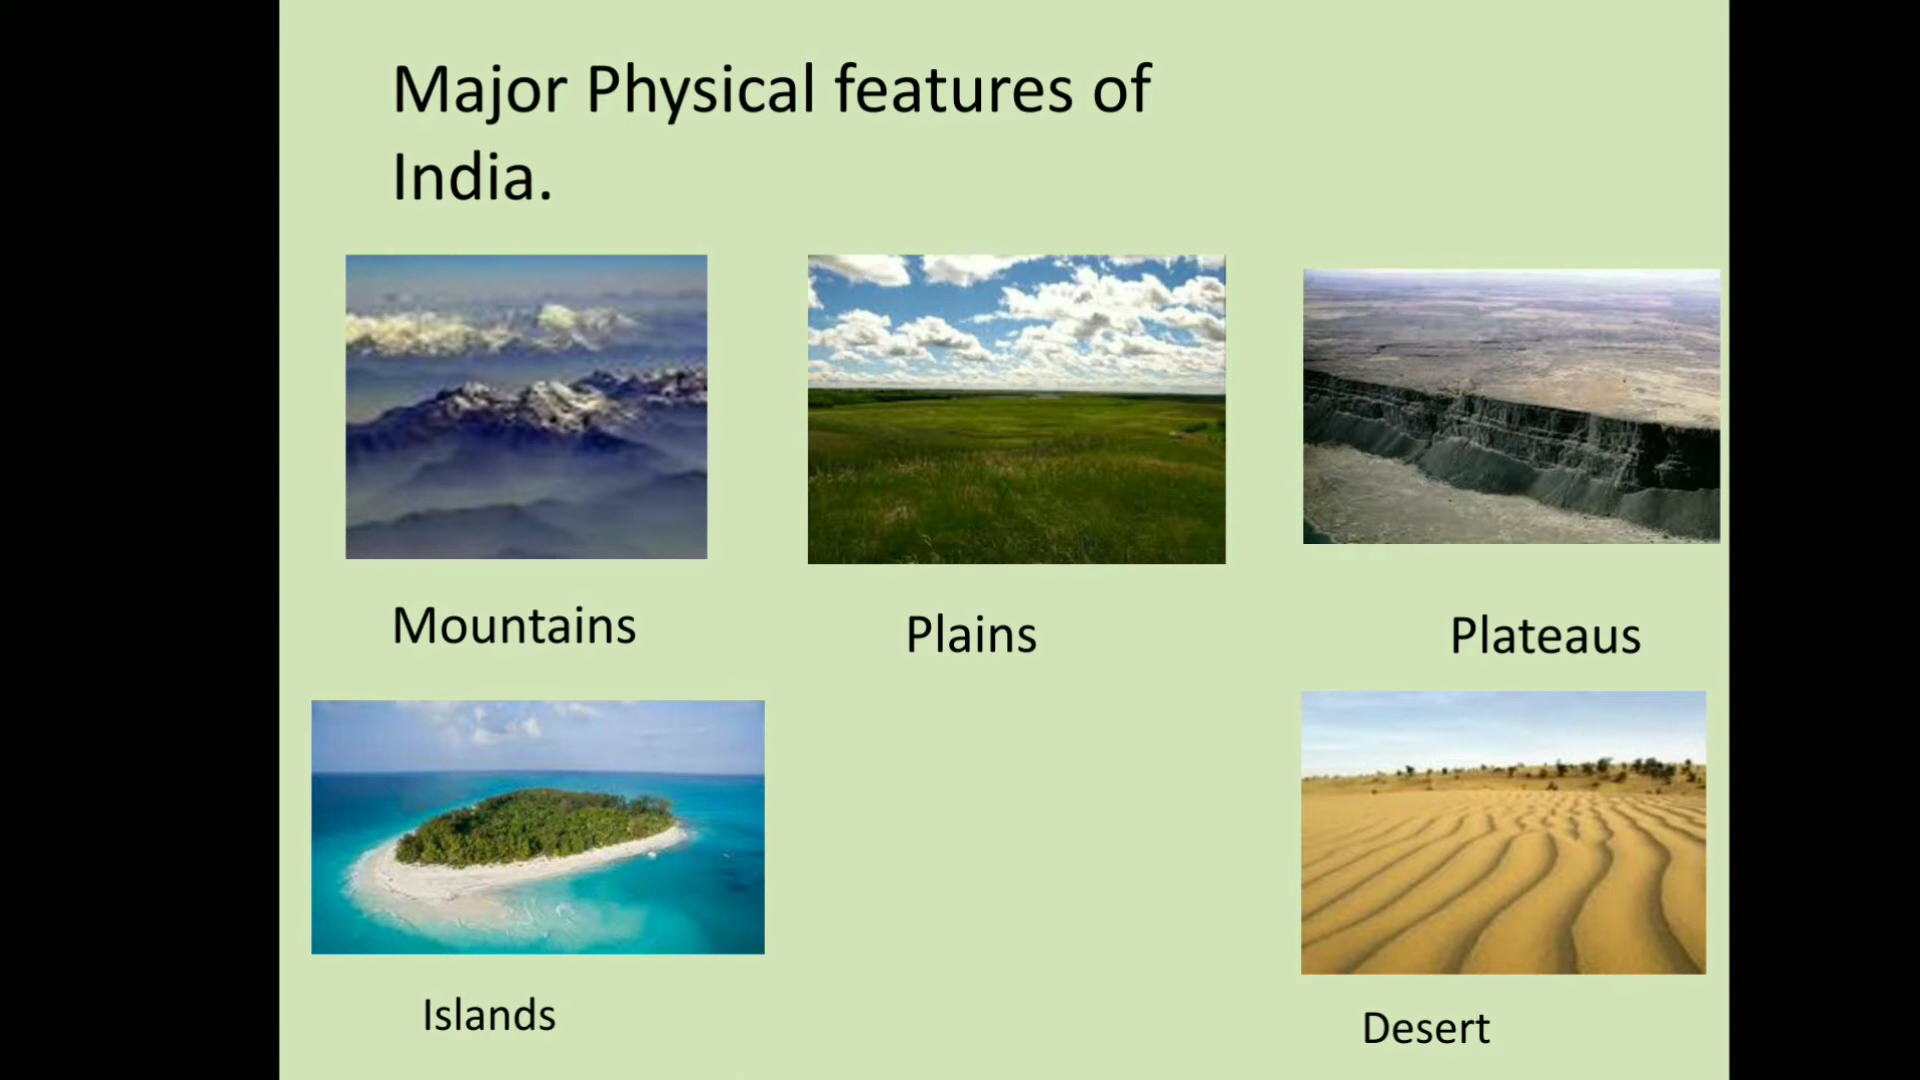 Major Physical features of
India.
Mountains
Plains
Plateaus
Islands
Desert